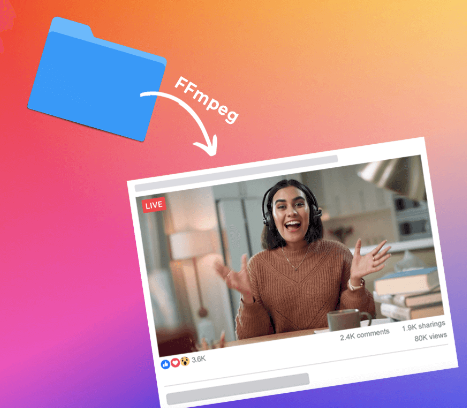 FFmpeg
LIVE
3.6K
2.4K comments 1.9K sharings
80K views